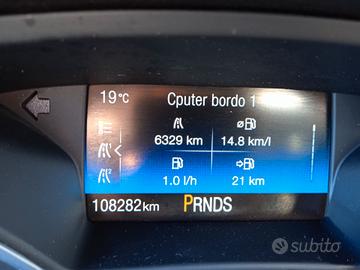 19°C Cputer bordo 1
6329 km 14.8 km/l
1.0 l/h 21 km
108282km PRNDS
subito